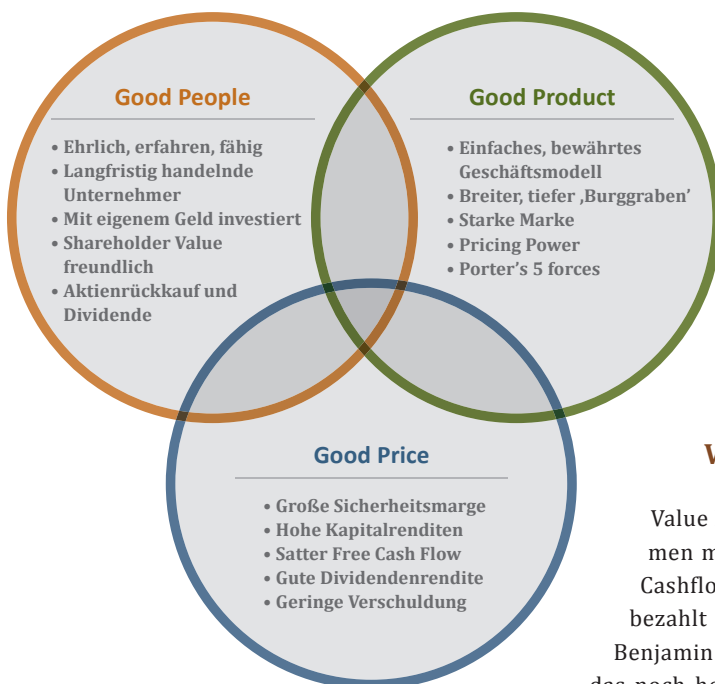 Good People
• Ehrlich, erfahren, fähig
• Langfristig handelnde
Unternehmer
• Mit eigenem Geld investiert
• Shareholder Value
freundlich
• Aktienrückkauf und
Dividende
Good Product
• Einfaches, bewährtes
Geschäftsmodell
• Breiter, tiefer ‚Burggraben’
• Starke Marke
• Pricing Power
• Porter’s 5 forces
Good Price
• Große Sicherheitsmarge
• Hohe Kapitalrenditen
• Satter Free Cash Flow
• Gute Dividendenrendite
• Geringe Verschuldung
Value
men
Cashflo
bezahlt
Benjamin
das noch